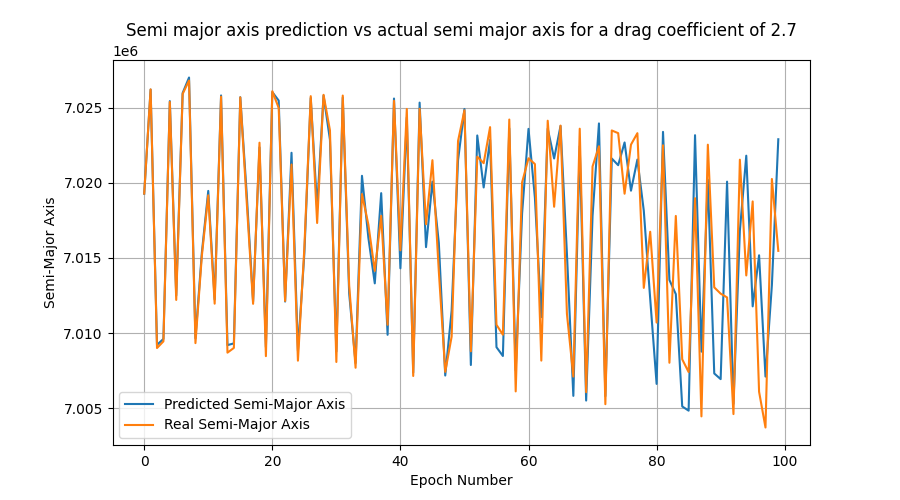 Semi major axis prediction vs actual semi major axis for a drag coefficient of 2.7
1e6
7.025
7.020
7.015
7.010
7.005
Semi-Major Axis
Predicted Semi-Major Axis
Real Semi-Major Axis
0 20 40 60 80 100
Epoch Number